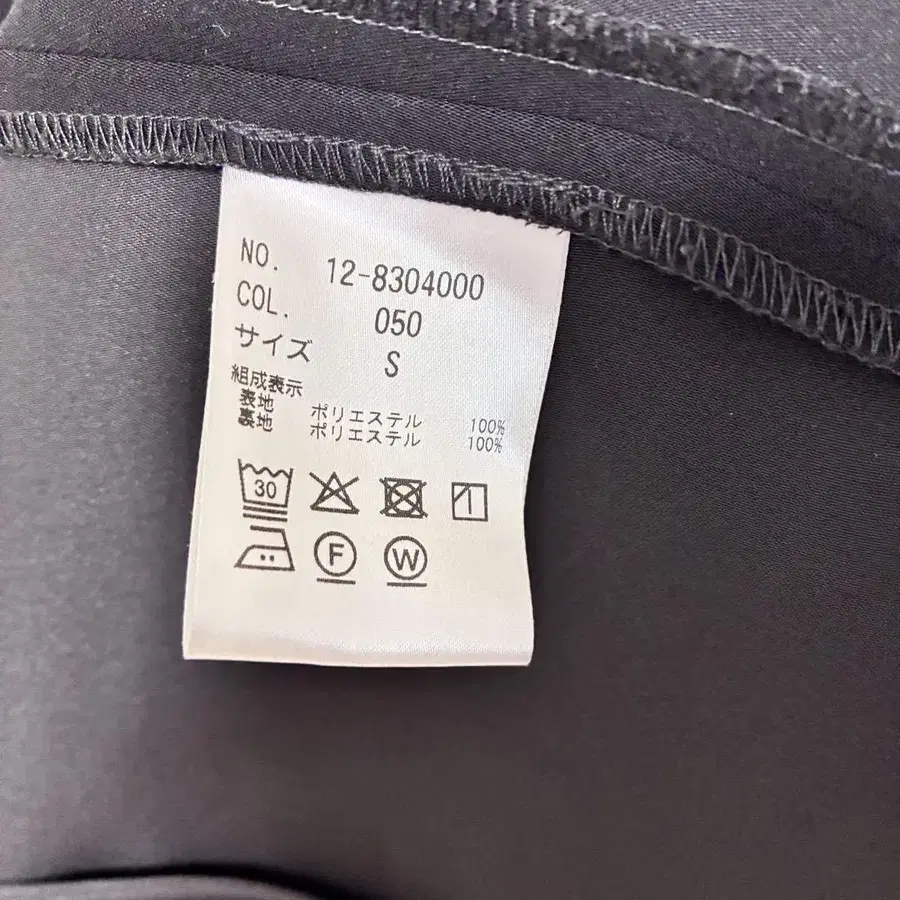 NO. 12-8304000
COL. 050
サイズ S
組成表示
表地 ポリエステル 100%
裏地 ポリエステル 100%
30
F W